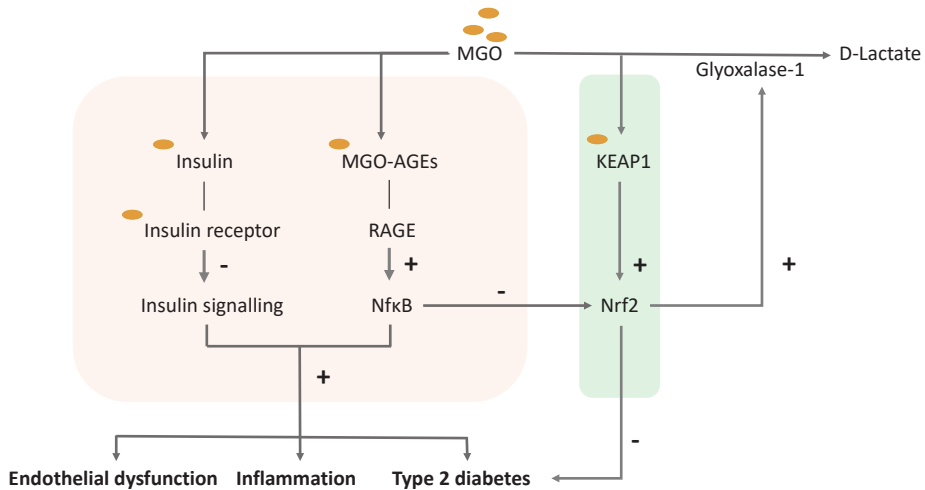 MGO
D-Lactate
Glyoxalase-1
Insulin
MGO-AGEs
KEAP1
Insulin receptor
RAGE
-
+
+
+
Insulin signalling
NfκB
-
Nrf2
+
-
Endothelial dysfunction
Inflammation
Type 2 diabetes